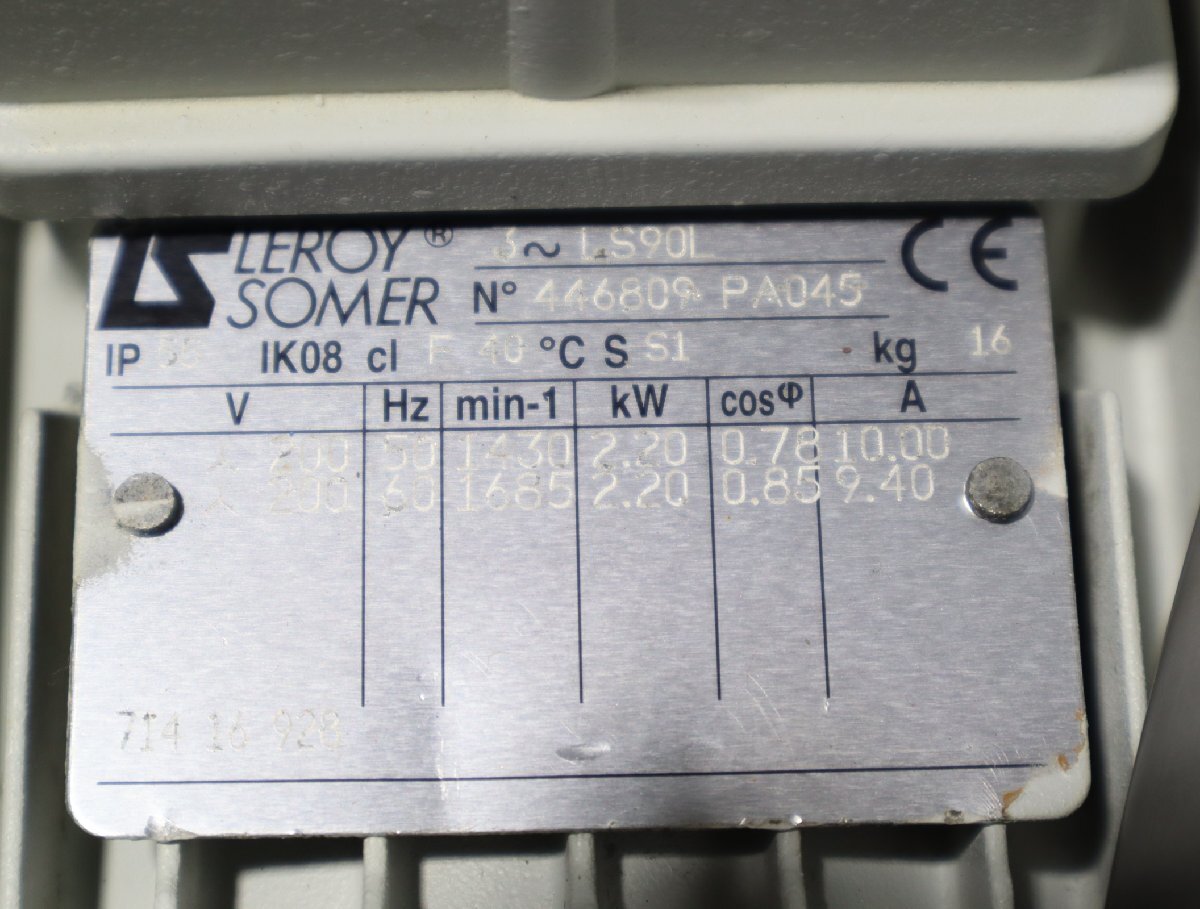 LEROY® 3~ LS90L CE
SOMER N° 446809 PA045
IP 55 IK08 cl F 40 °C S S1 kg 16
V Hz min-1 kW cosφ A
200 50 1430 2.20 0.78 10.00
200 60 1685 2.20 0.85 9.40
714 16 928